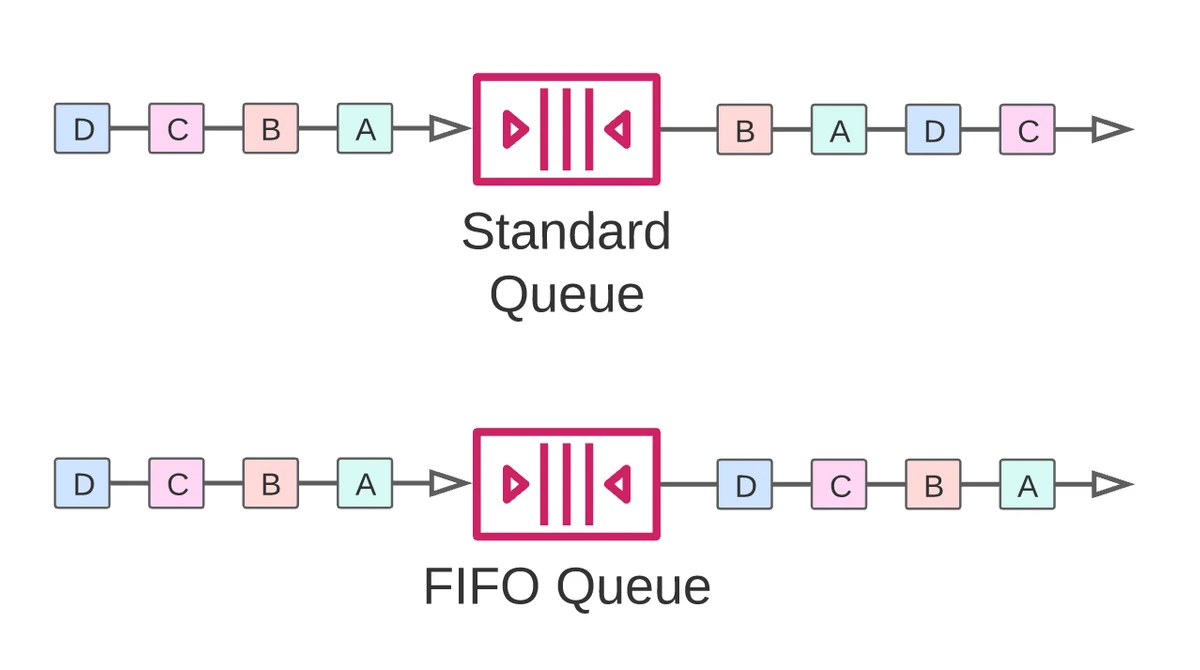 D C B A B A D C
Standard
Queue
D C B A D C B A
FIFO Queue